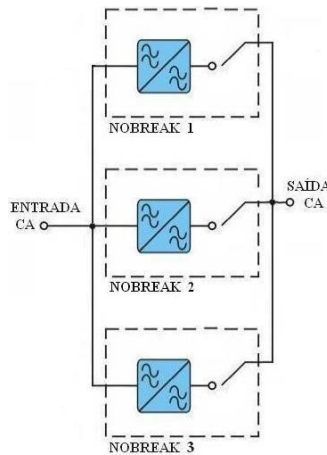 NOBREAK 1
ENTRADA
CA
SAÍDA
CA
NOBREAK 2
NOBREAK 3